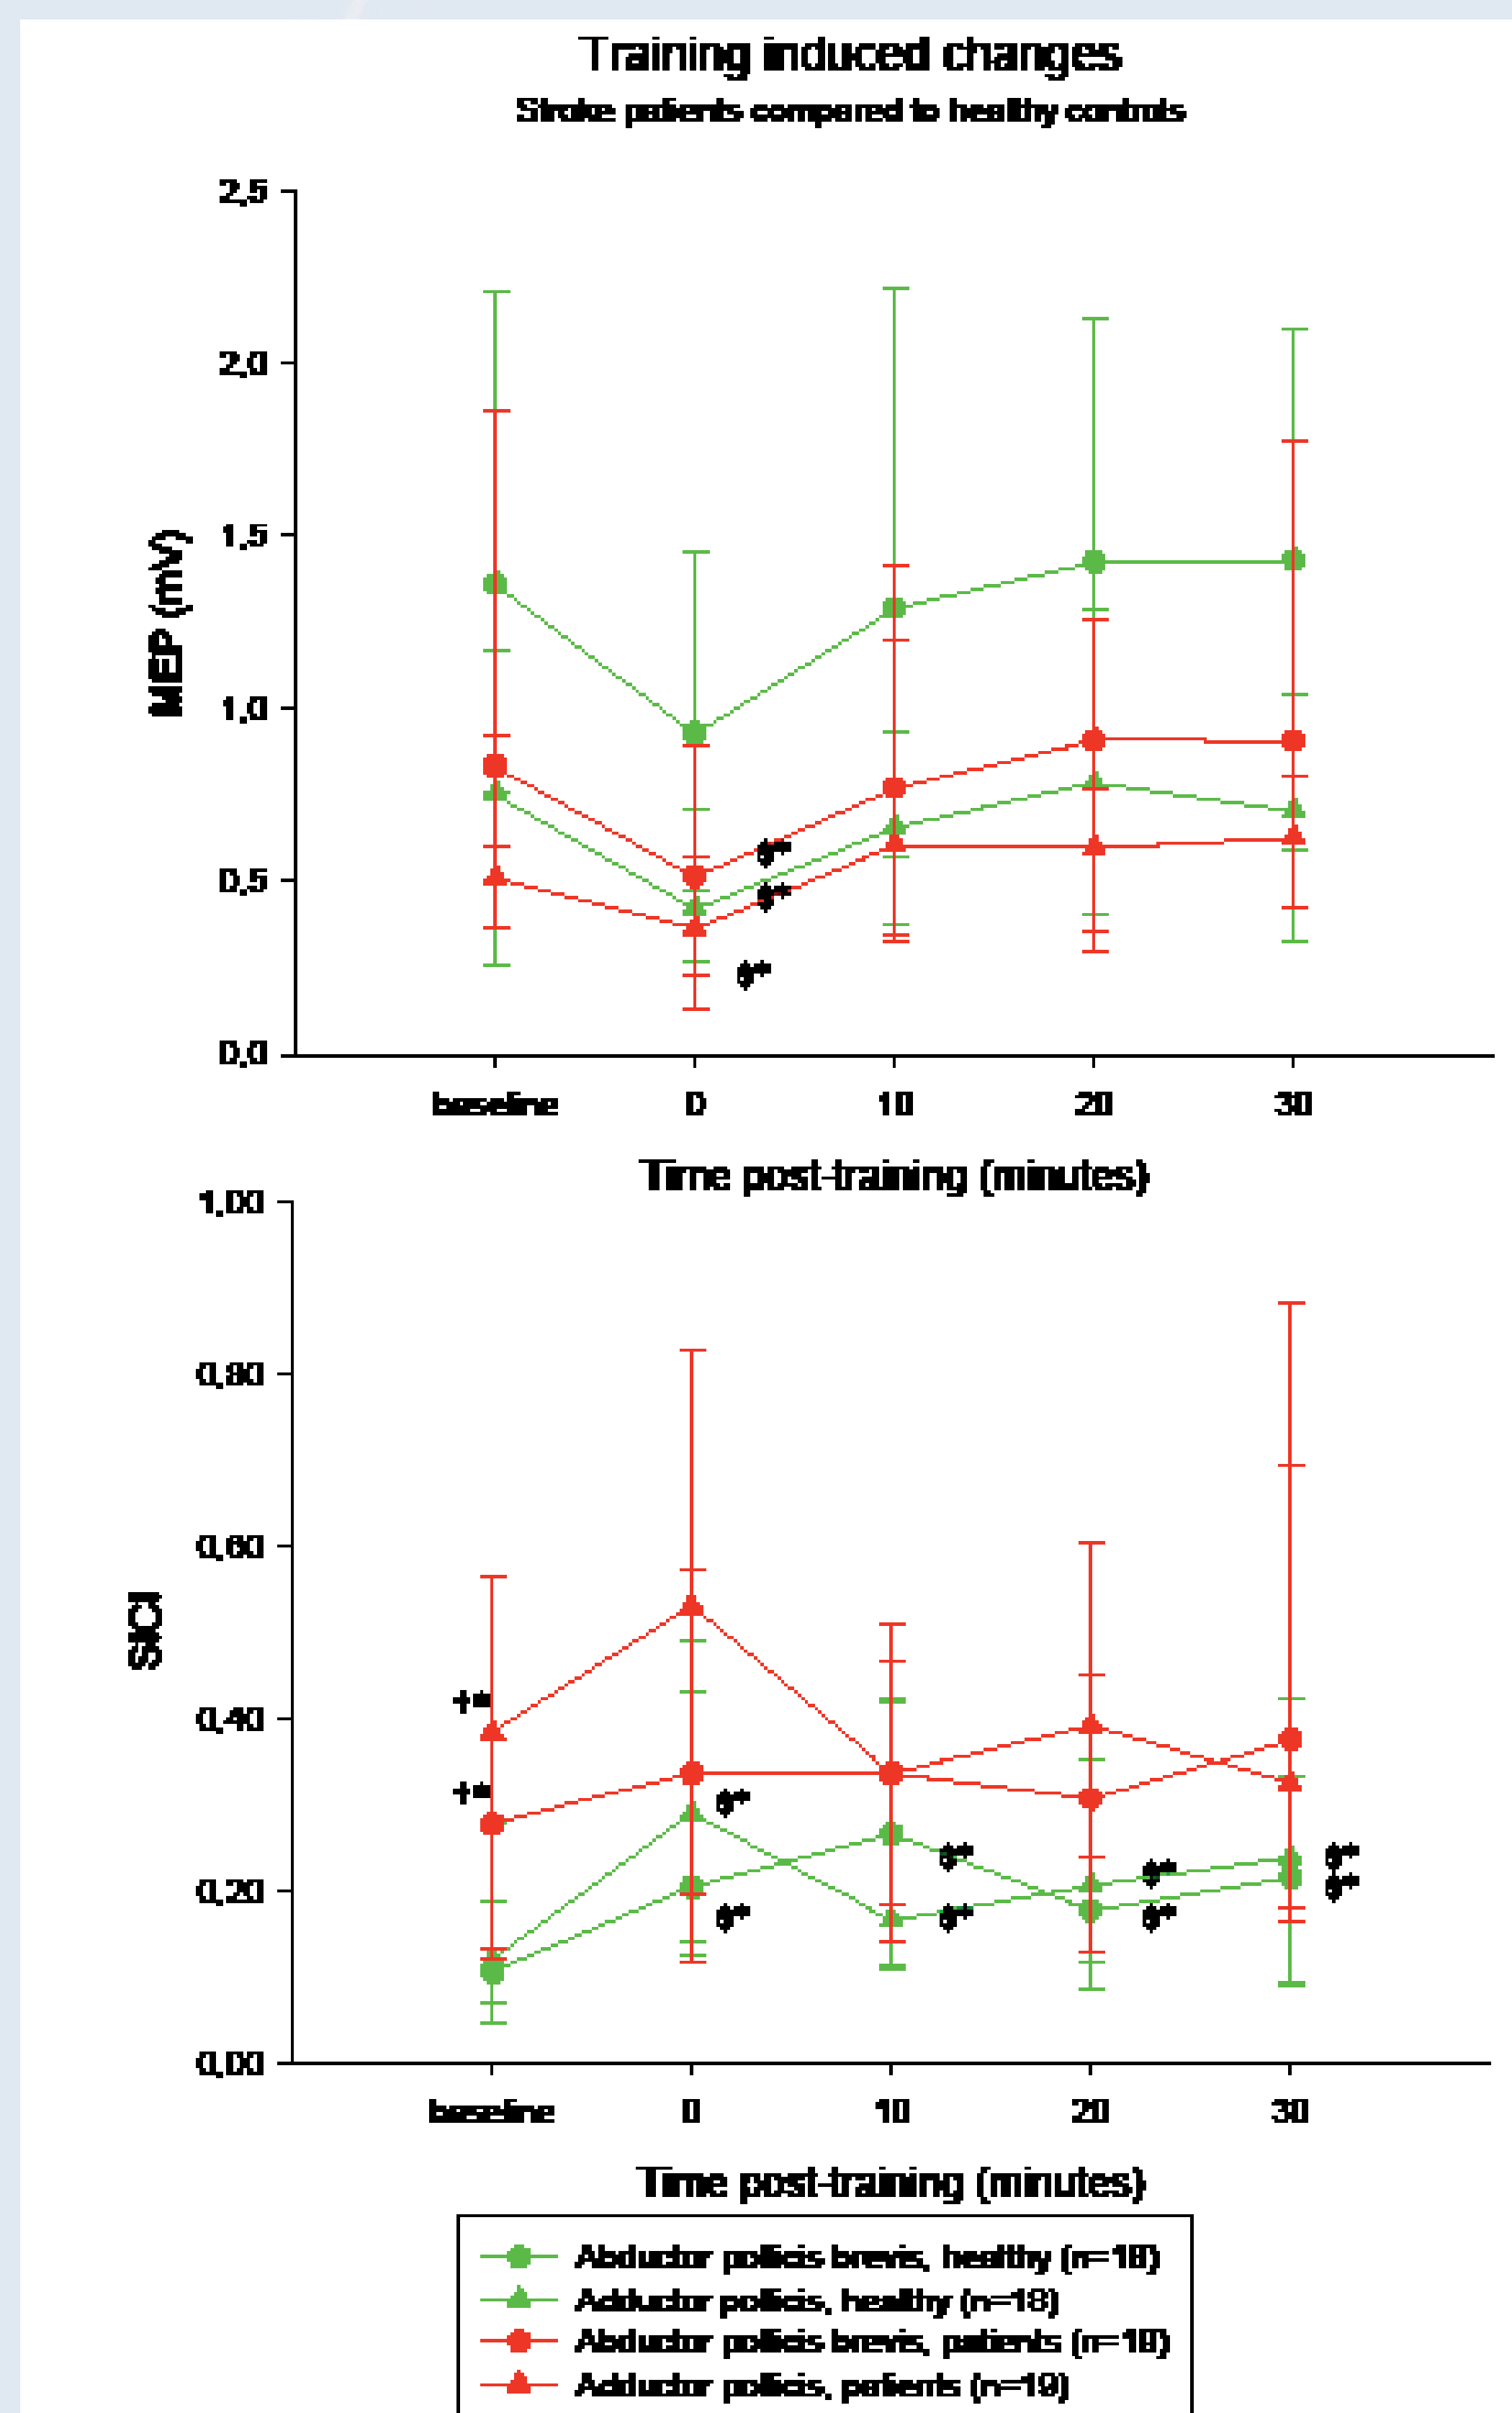 Training induced changes
Stroke patients compared to healthy controls
2,5
2,0
1,5
1,0
0,5
0,0
MEP (mV)
§*
§*
§*
baseline 0 10 20 30
Time post-training (minutes)
1,00
0,80
0,60
0,40
0,20
0,00
SICI
+*
+*
§*
§*
§*
§*
§*
§*
§*
§*
baseline 0 10 20 30
Time post-training (minutes)
Abductor pollicis brevis, healthy (n=18)
Adductor pollicis, healthy (n=18)
Abductor pollicis brevis, patients (n=19)
Adductor pollicis, patients (n=19)